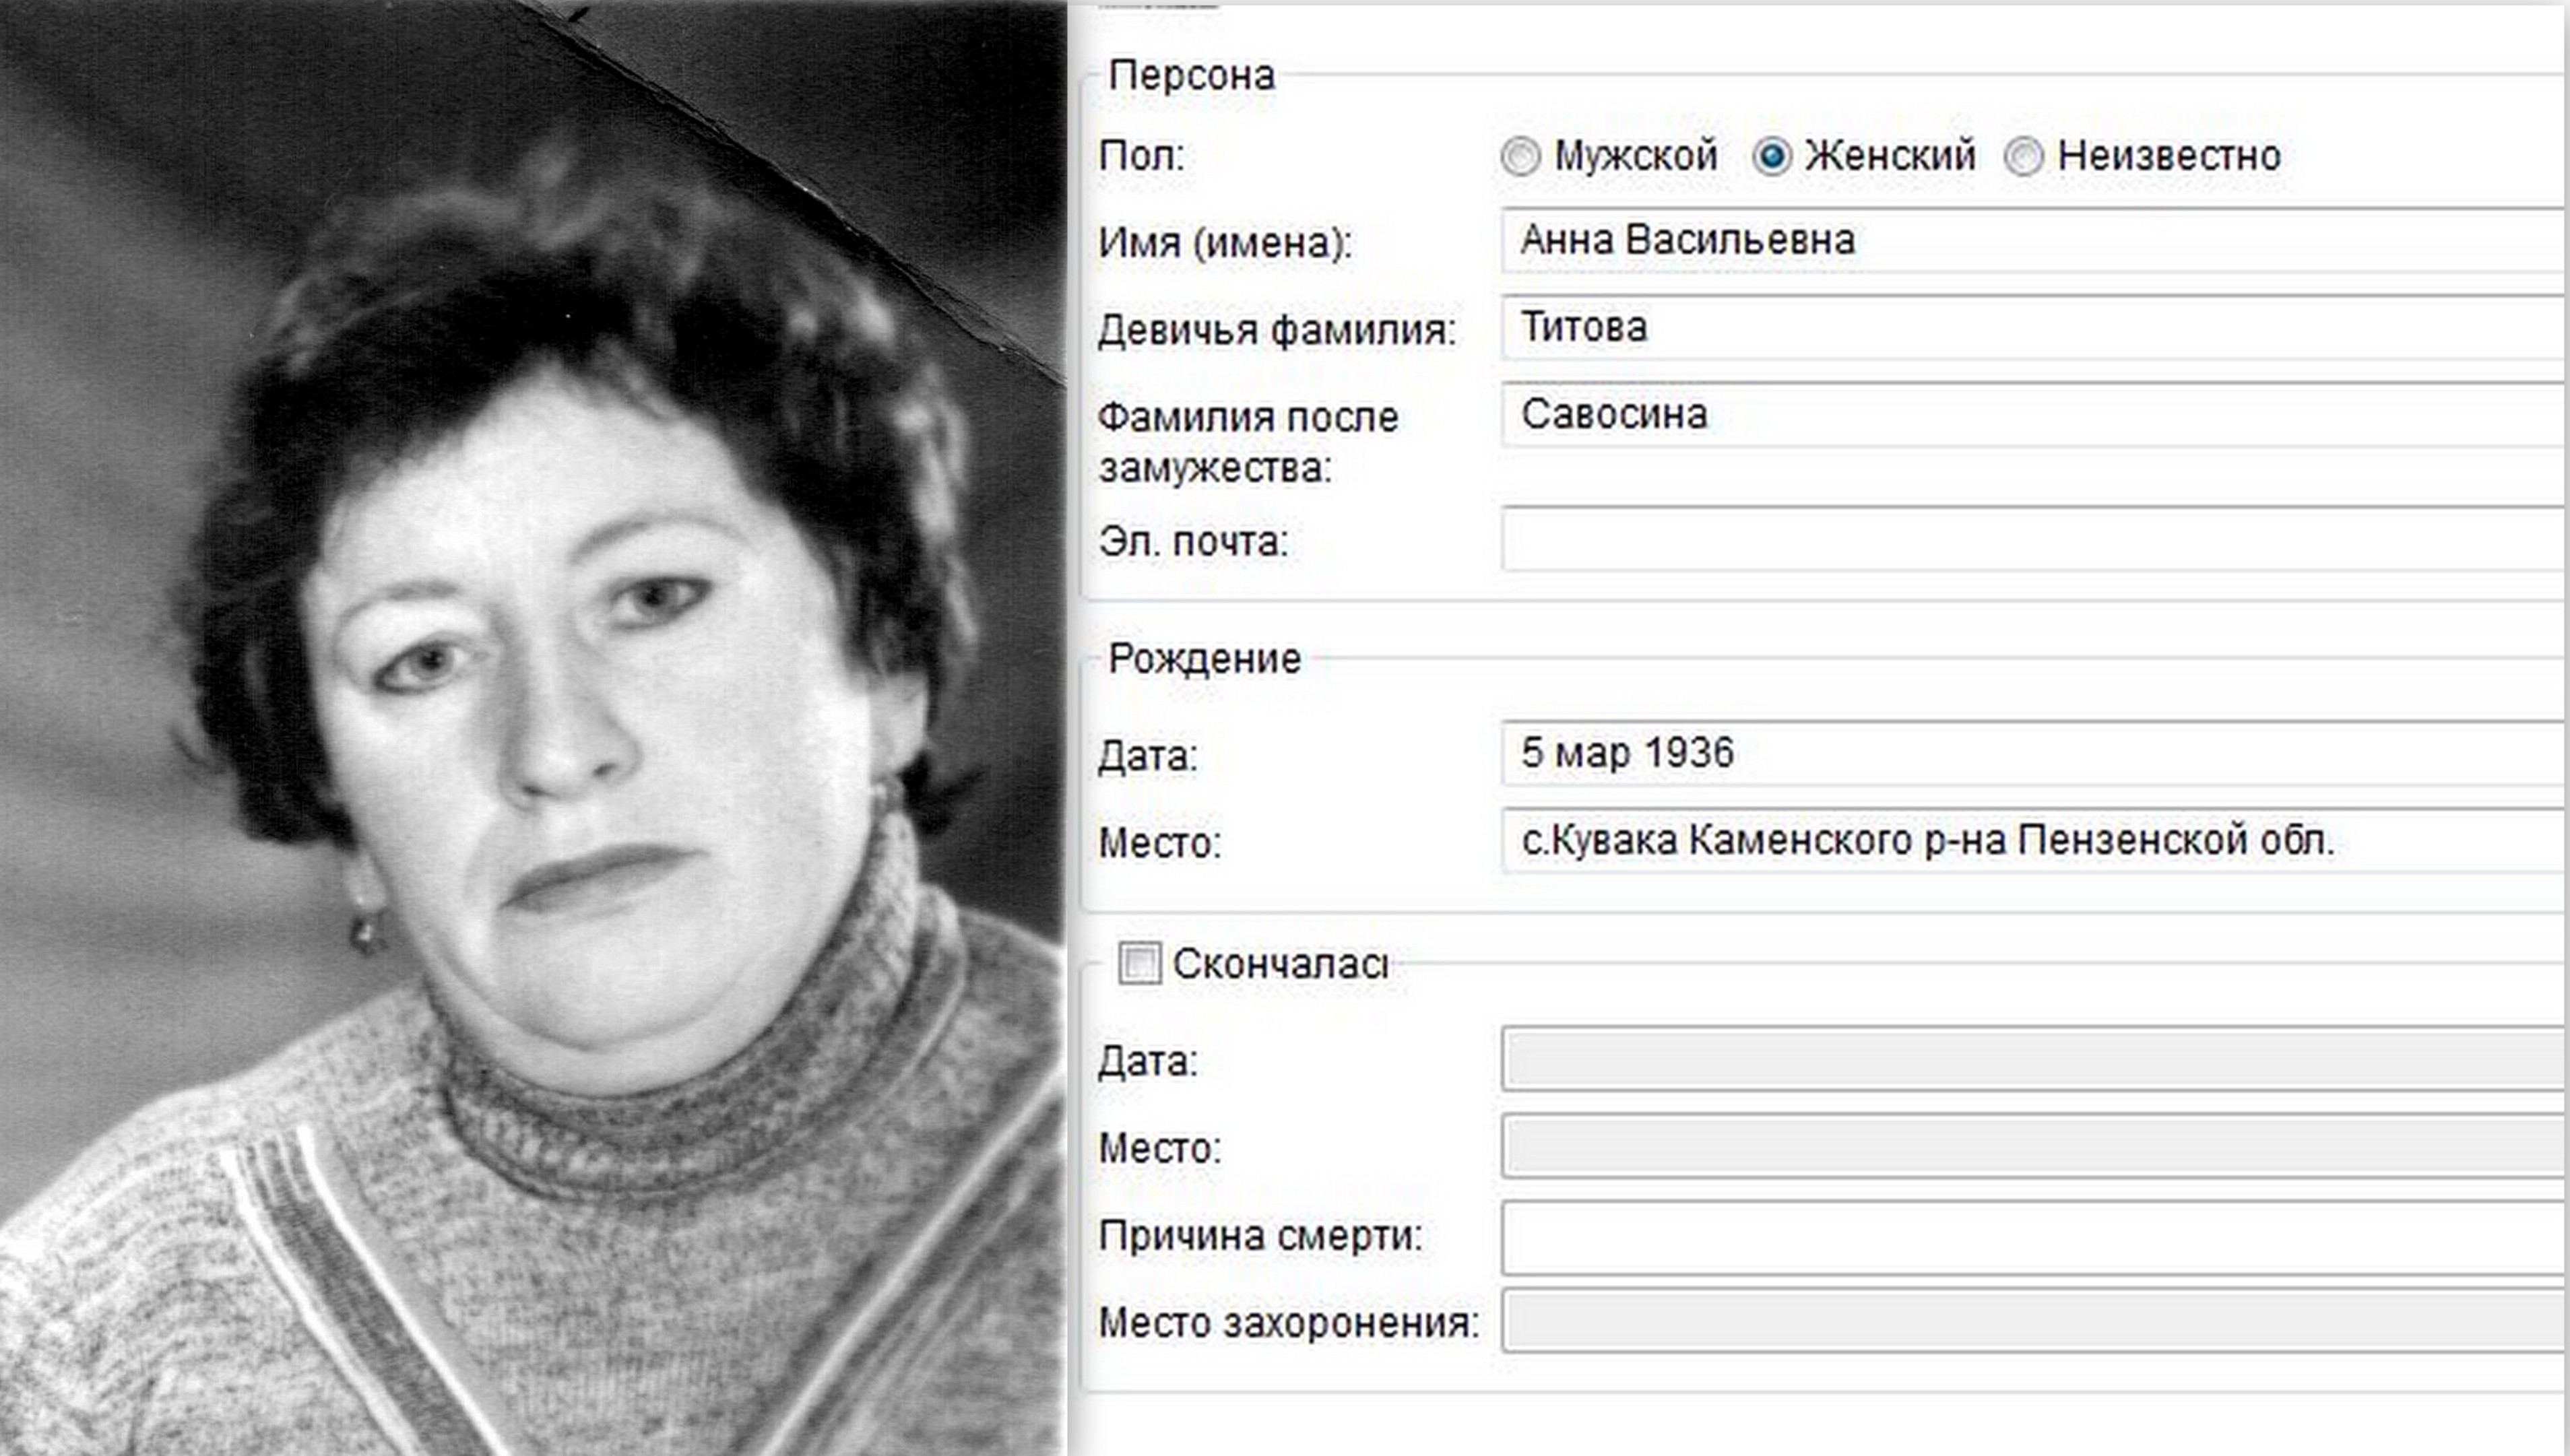 Персона
Пол: Мужской Женский Неизвестно
Имя (имена): Анна Васильевна
Девичья фамилия: Титова
Фамилия после Савосина
замужества:
Эл. почта:
Рождение
Дата: 5 мар 1936
Место: с.Кувака Каменского р-на Пензенской обл.
Скончалась
Дата:
Место:
Причина смерти:
Место захоронения: